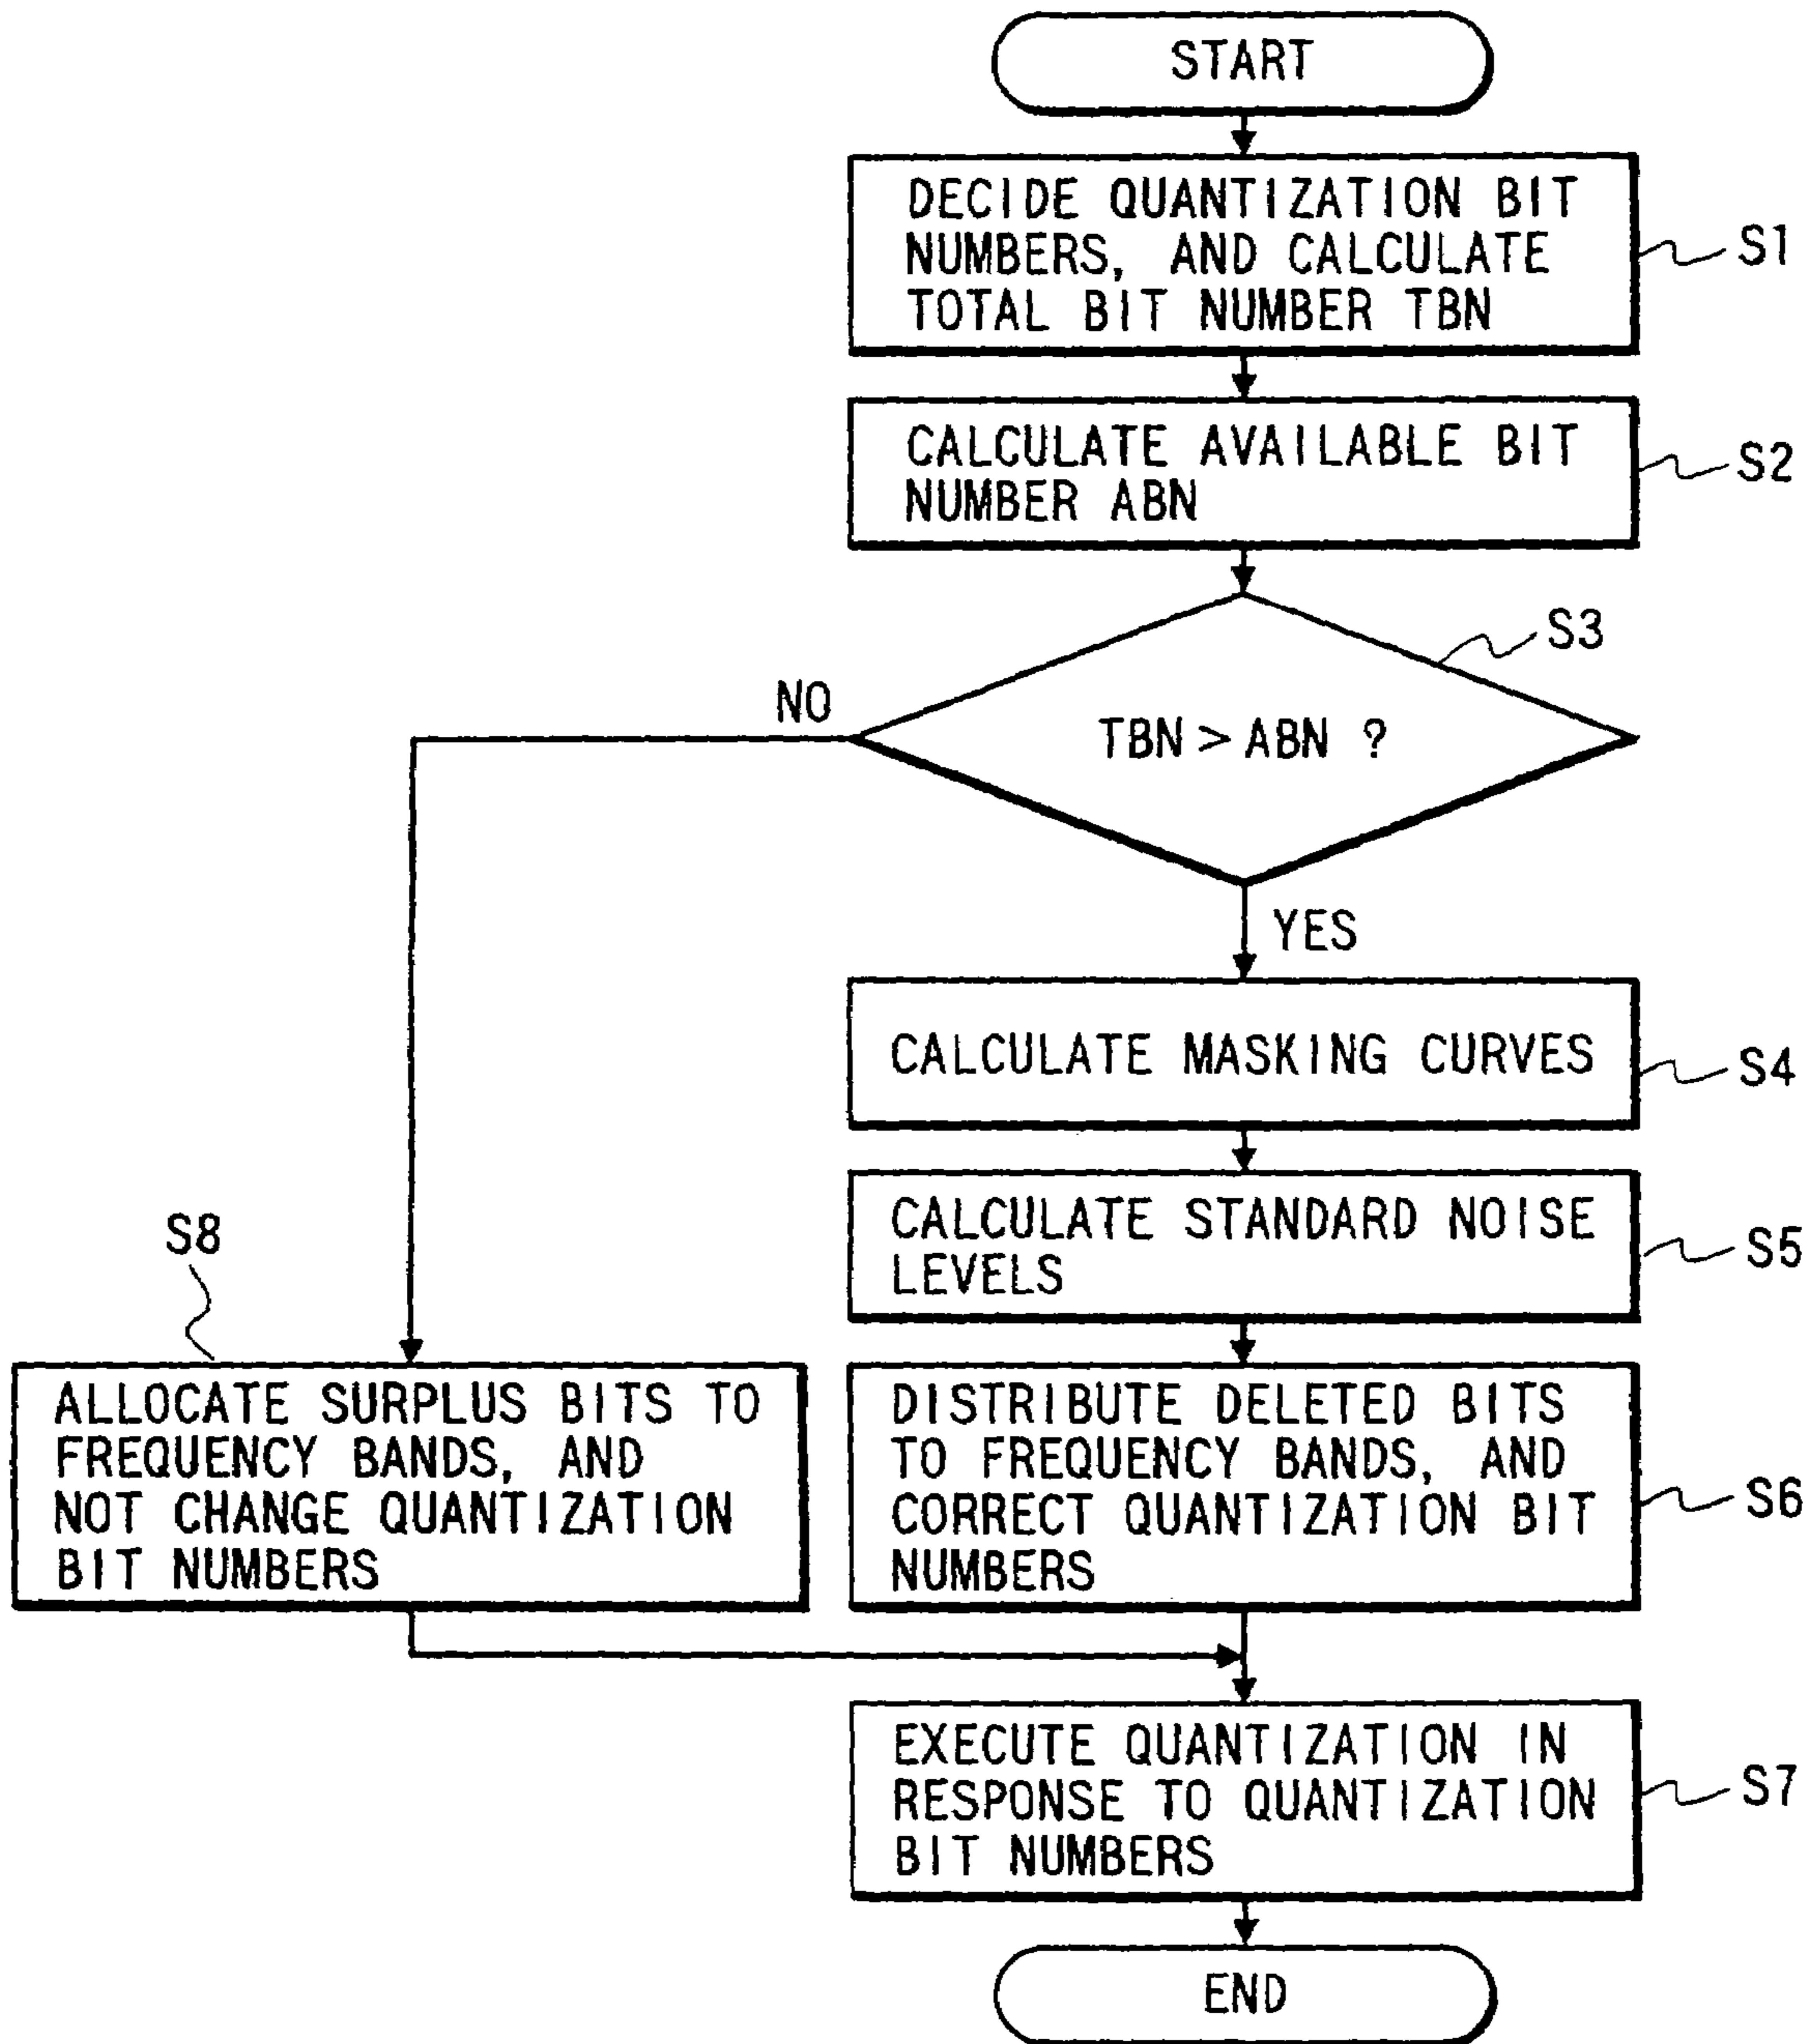 START
DECIDE QUANTIZATION BIT
NUMBERS, AND CALCULATE
TOTAL BIT NUMBER TBN
S1
CALCULATE AVAILABLE BIT
NUMBER ABN
S2
S3
TBN > ABN ?
NO
YES
CALCULATE MASKING CURVES
S4
CALCULATE STANDARD NOISE
LEVELS
S5
S8
ALLOCATE SURPLUS BITS TO
FREQUENCY BANDS, AND
NOT CHANGE QUANTIZATION
BIT NUMBERS
DISTRIBUTE DELETED BITS
TO FREQUENCY BANDS, AND
CORRECT QUANTIZATION BIT
NUMBERS
S6
EXECUTE QUANTIZATION IN
RESPONSE TO QUANTIZATION
BIT NUMBERS
S7
END